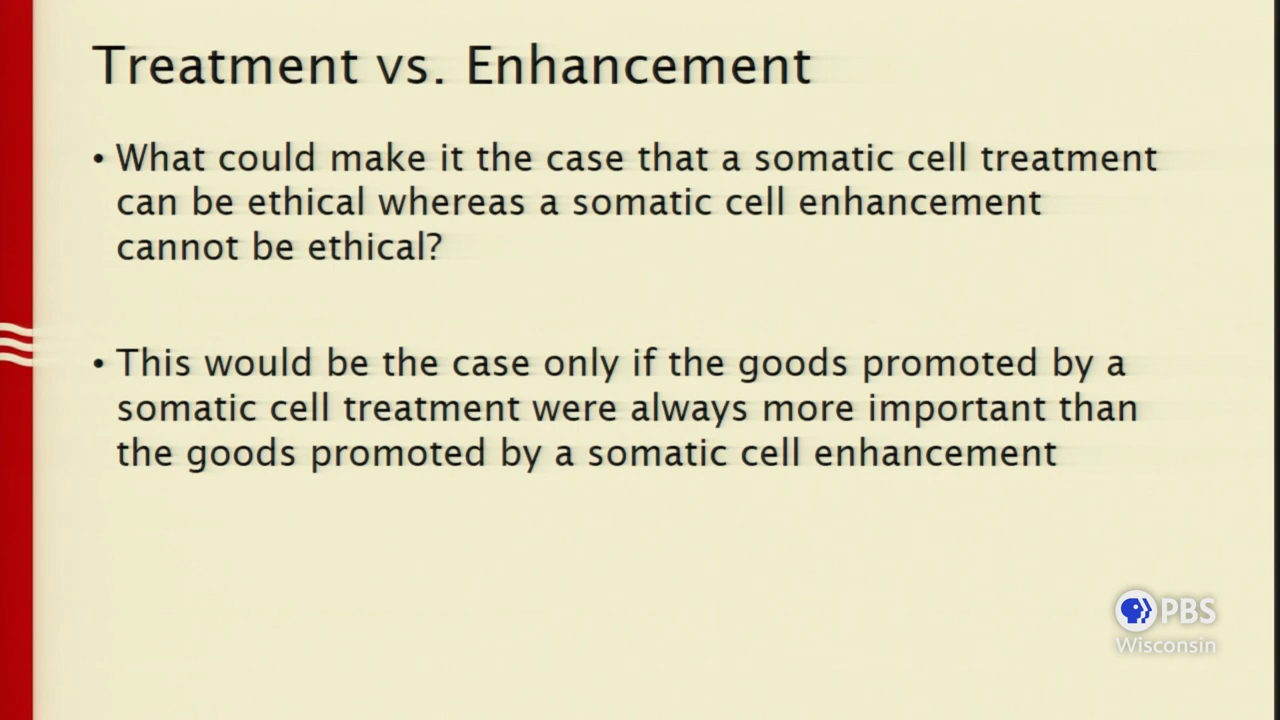 Treatment vs. Enhancement
• What could make it the case that a somatic cell treatment
can be ethical whereas a somatic cell enhancement
cannot be ethical?
• This would be the case only if the goods promoted by a
somatic cell treatment were always more important than
the goods promoted by a somatic cell enhancement
PBS
Wisconsin